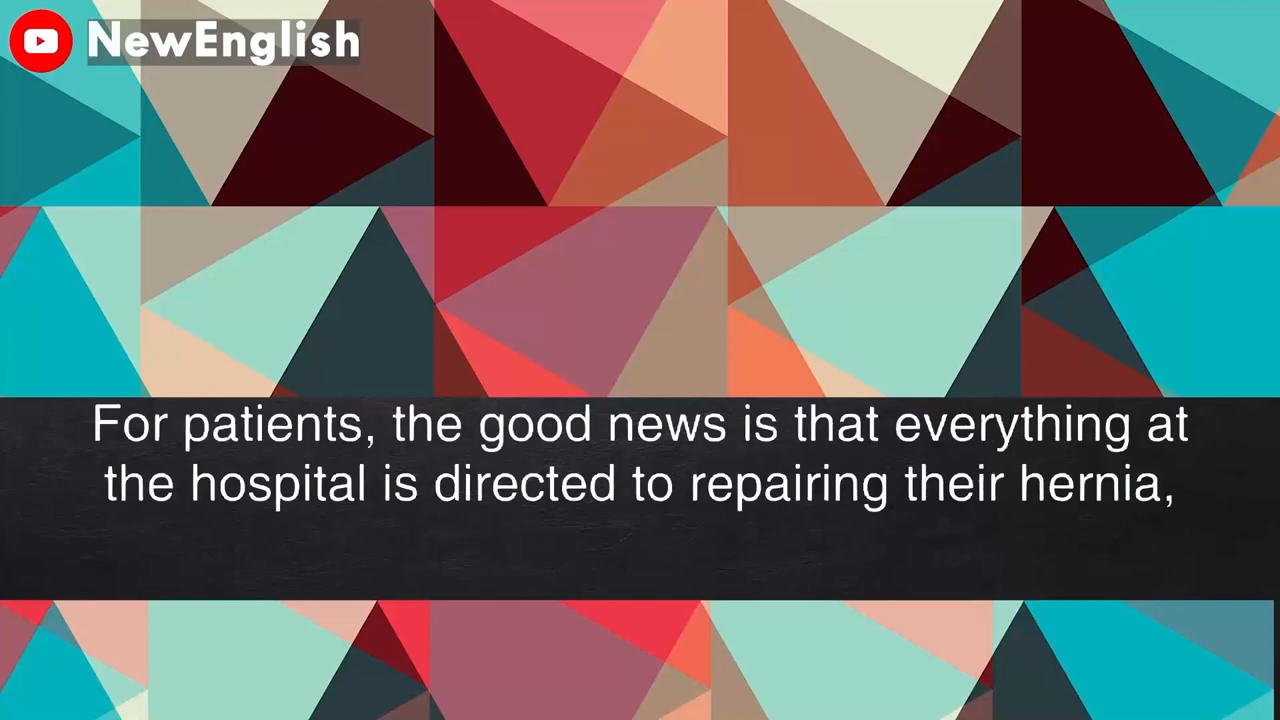 NewEnglish
For patients, the good news is that everything at
the hospital is directed to repairing their hernia,